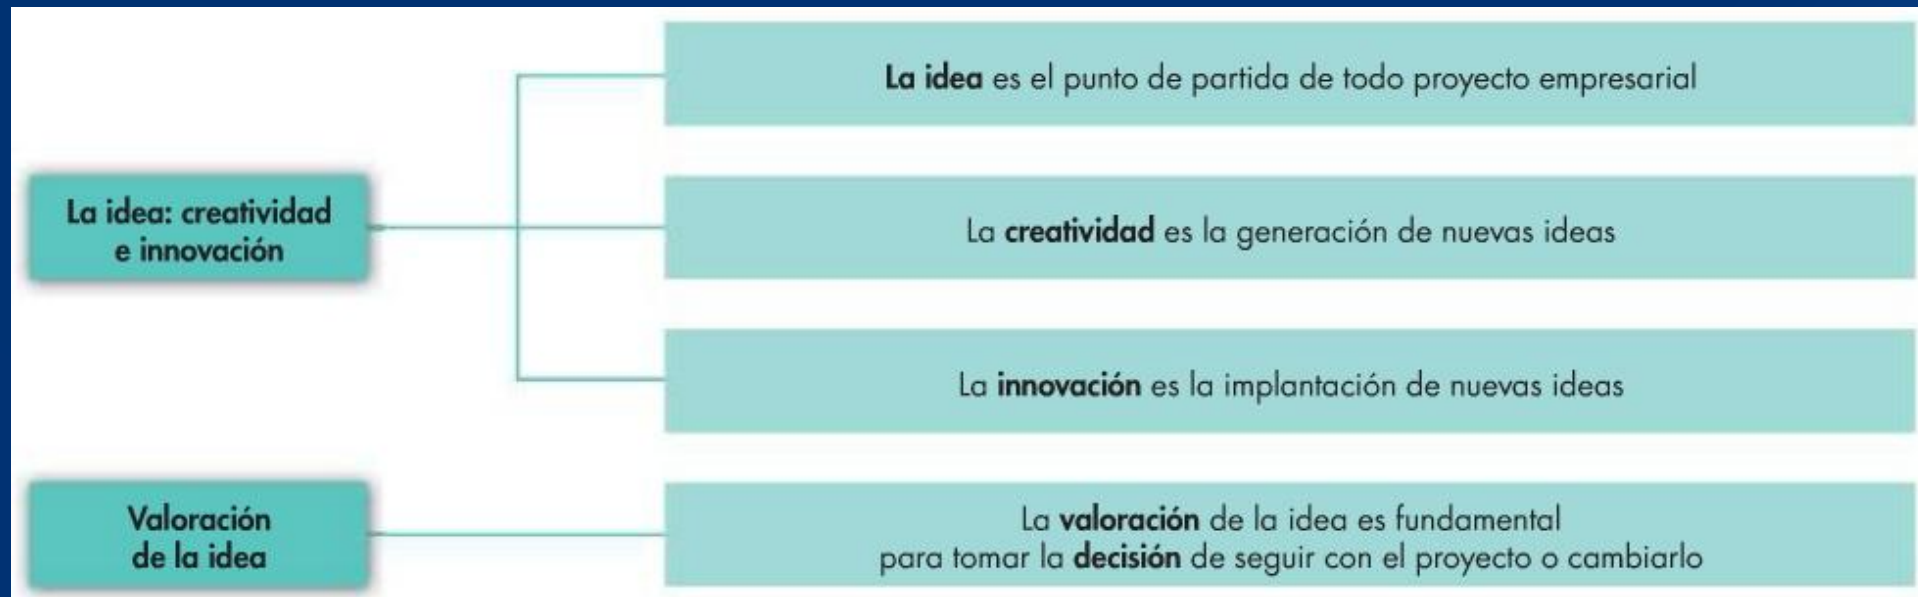 La idea: creatividad
e innovación
La idea es el punto de partida de todo proyecto empresarial
La creatividad es la generación de nuevas ideas
La innovación es la implantación de nuevas ideas
Valoración
de la idea
La valoración de la idea es fundamental
para tomar la decisión de seguir con el proyecto o cambiarlo